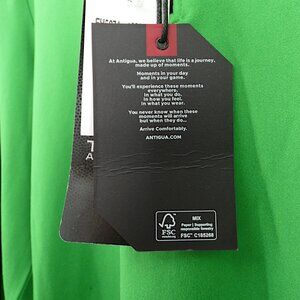 At Antigua, we believe that life is a journey,
made up of moments.
Moments in your day
and in your game.
You'll experience these moments
everywhere.
in what you do,
in how you feel,
in what you wear.
You never know when these
moments will arrive
but when they do...
Arrive Comfortably.
ANTIGUA.COM
FSC
MIX
Paper | Supporting
responsible forestry
FSC® C185268